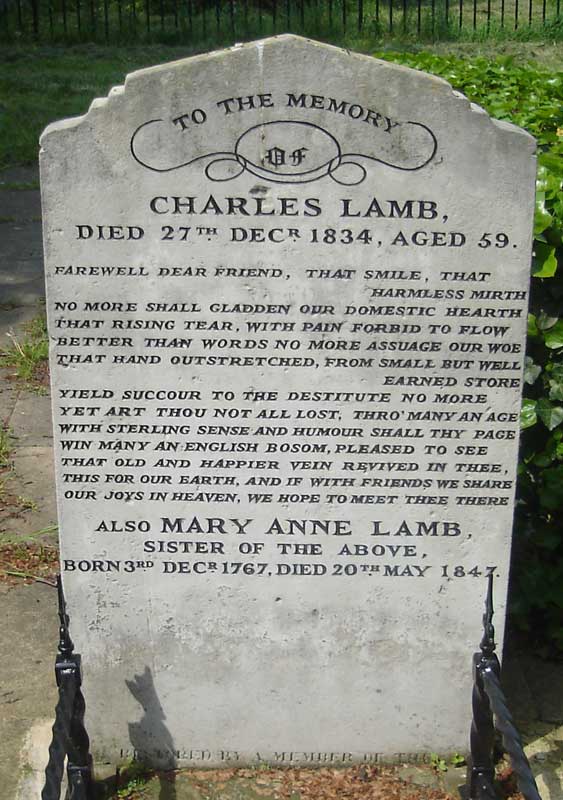 TO THE MEMORY
OF
CHARLES LAMB,
DIED 27TH DECR 1834, AGED 59.
FAREWELL DEAR FRIEND, THAT SMILE, THAT
HARMLESS MIRTH
NO MORE SHALL GLADDEN OUR DOMESTIC HEARTH
THAT RISING TEAR, WITH PAIN FORBID TO FLOW
BETTER THAN WORDS NO MORE ASSUAGE OUR WOE
THAT HAND OUTSTRETCHED, FROM SMALL BUT WELL
EARNED STORE
YIELD SUCCOUR TO THE DESTITUTE NO MORE
YET ART THOU NOT ALL LOST, THRO' MANY AN AGE
WITH STERLING SENSE AND HUMOUR SHALL THY PAGE
WIN MANY AN ENGLISH BOSOM, PLEASED TO SEE
THAT OLD AND HAPPIER VEIN REVIVED IN THEE,
THIS FOR OUR EARTH, AND IF WITH FRIENDS WE SHARE
OUR JOYS IN HEAVEN, WE HOPE TO MEET THEE THERE
ALSO MARY ANNE LAMB,
SISTER OF THE ABOVE,
BORN 3RD DECR 1767, DIED 20TH MAY 1847.
RESTORED BY A MEMBER OF THE